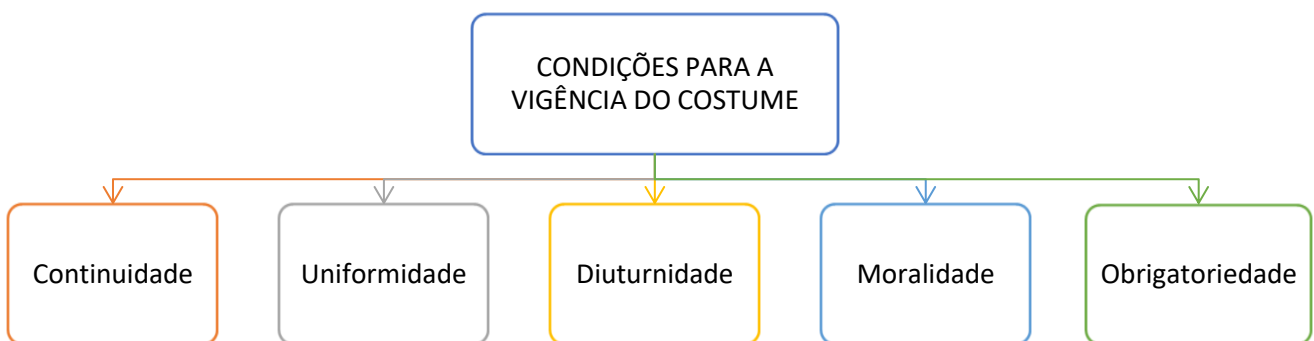 CONDIÇÕES PARA A
VIGÊNCIA DO COSTUME
Continuidade
Uniformidade
Diuturnidade
Moralidade
Obrigatoriedade